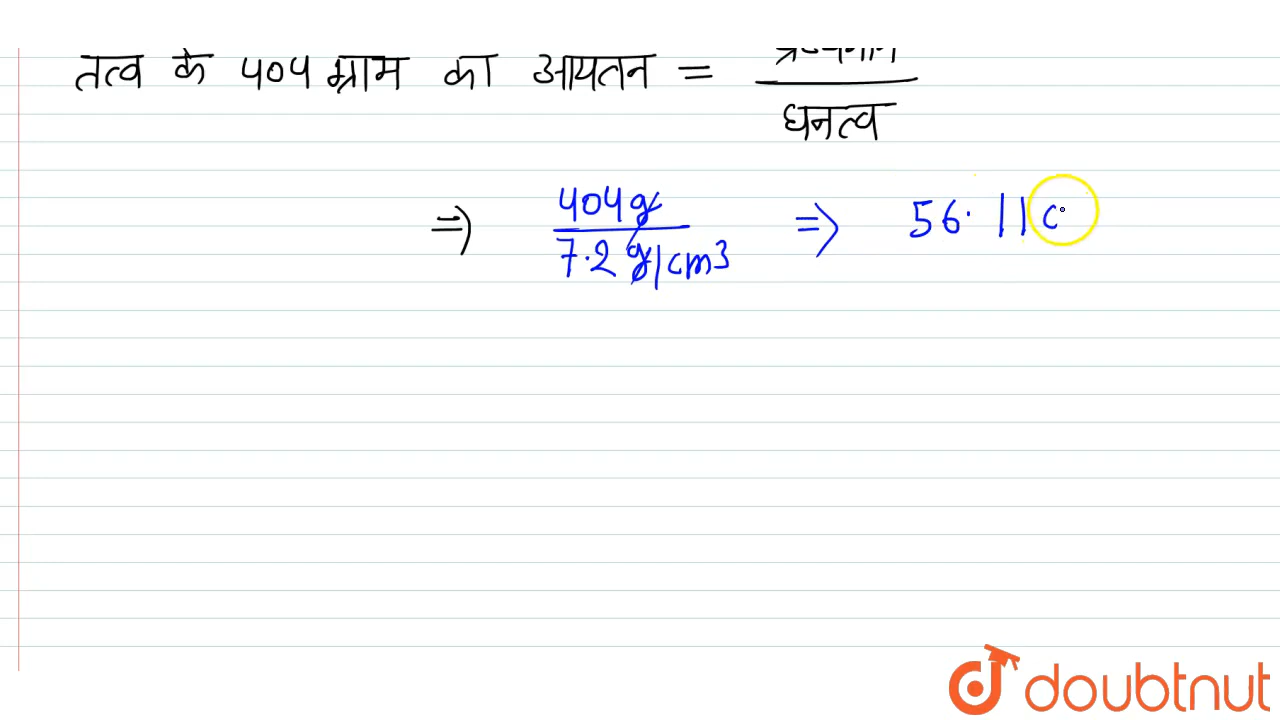 तत्व के 404 ग्राम का आयतन =
घनत्व
=> 404g / 7.2 g/cm3 => 56.11 c
doubtnut